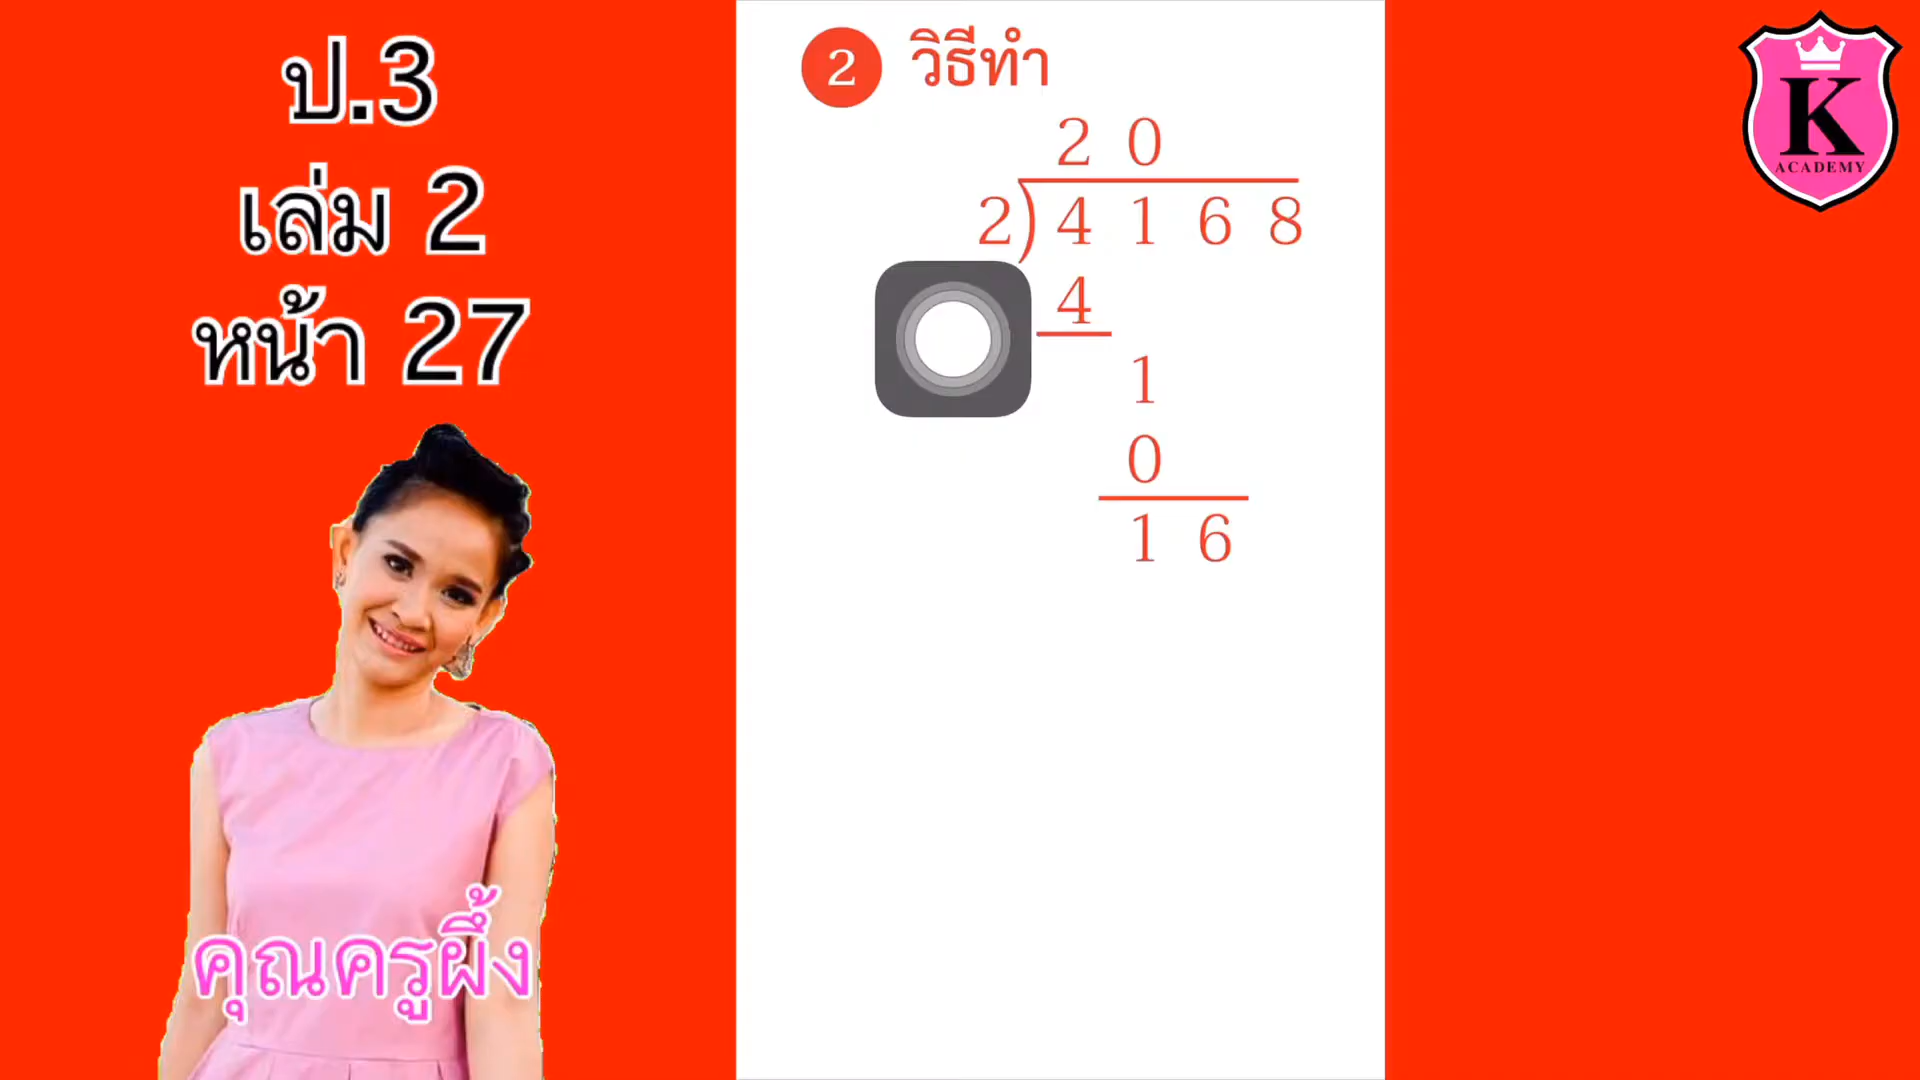 ป.3
เล่ม 2
หน้า 27
คุณครูผึ้ง
2 วิธีทำ
2 0
2) 4 1 6 8
4
1
0
1 6
K
ACADEMY